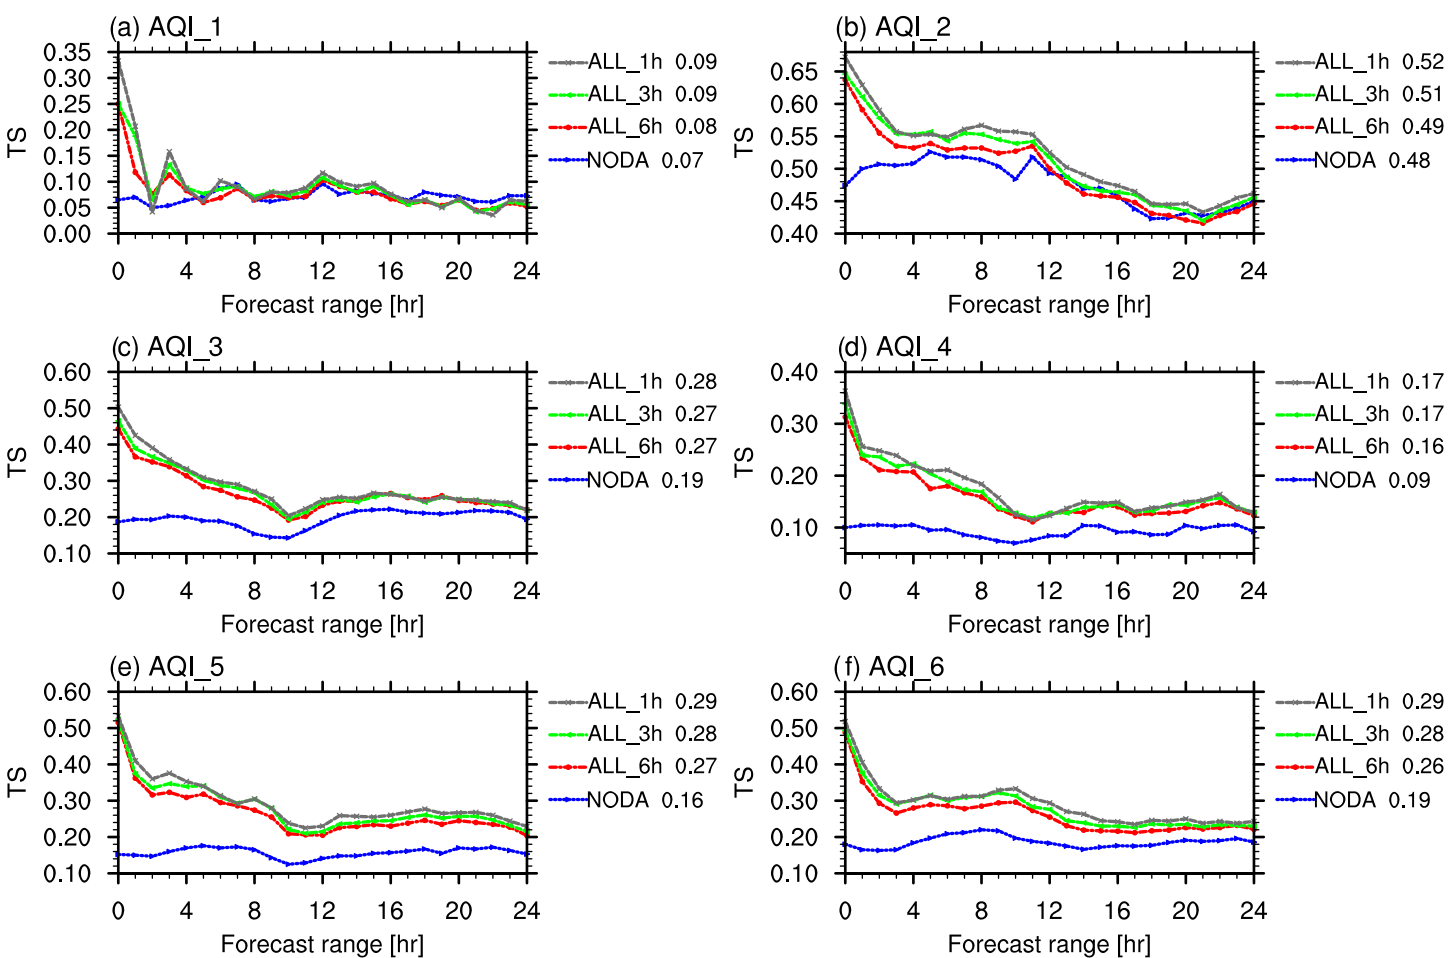 (a) AQI_1
TS
0.35
0.30
0.25
0.20
0.15
0.10
0.05
0.00
0 4 8 12 16 20 24
Forecast range [hr]
ALL_1h 0.09
ALL_3h 0.09
ALL_6h 0.08
NODA 0.07
(b) AQI_2
TS
0.65
0.60
0.55
0.50
0.45
0.40
0 4 8 12 16 20 24
Forecast range [hr]
ALL_1h 0.52
ALL_3h 0.51
ALL_6h 0.49
NODA 0.48
(c) AQI_3
TS
0.60
0.50
0.40
0.30
0.20
0.10
0 4 8 12 16 20 24
Forecast range [hr]
ALL_1h 0.28
ALL_3h 0.27
ALL_6h 0.27
NODA 0.19
(d) AQI_4
TS
0.40
0.30
0.20
0.10
0 4 8 12 16 20 24
Forecast range [hr]
ALL_1h 0.17
ALL_3h 0.17
ALL_6h 0.16
NODA 0.09
(e) AQI_5
TS
0.60
0.50
0.40
0.30
0.20
0.10
0 4 8 12 16 20 24
Forecast range [hr]
ALL_1h 0.29
ALL_3h 0.28
ALL_6h 0.27
NODA 0.16
(f) AQI_6
TS
0.60
0.50
0.40
0.30
0.20
0.10
0 4 8 12 16 20 24
Forecast range [hr]
ALL_1h 0.29
ALL_3h 0.28
ALL_6h 0.26
NODA 0.19